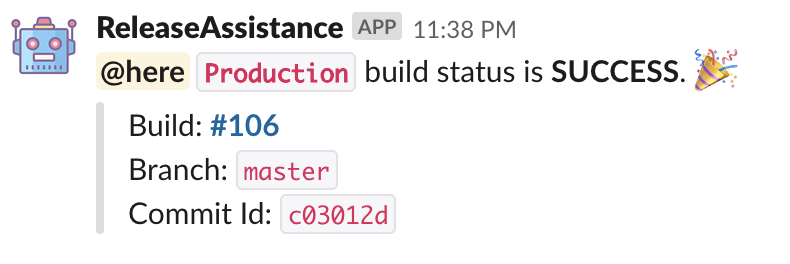 ReleaseAssistance APP 11:38 PM
@here Production build status is SUCCESS. 🎉
Build: #106
Branch: master
Commit Id: c03012d